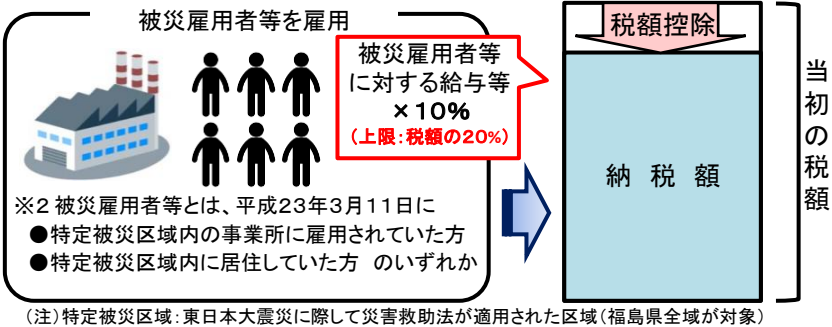 被災雇用者等を雇用
被災雇用者等
に対する給与等
×10%
(上限:税額の20%)
※2 被災雇用者等とは、平成23年3月11日に
●特定被災区域内の事業所に雇用されていた方
●特定被災区域内に居住していた方 のいずれか
税額控除
納 税 額
当初の税額
(注)特定被災区域:東日本大震災に際して災害救助法が適用された区域(福島県全域が対象)